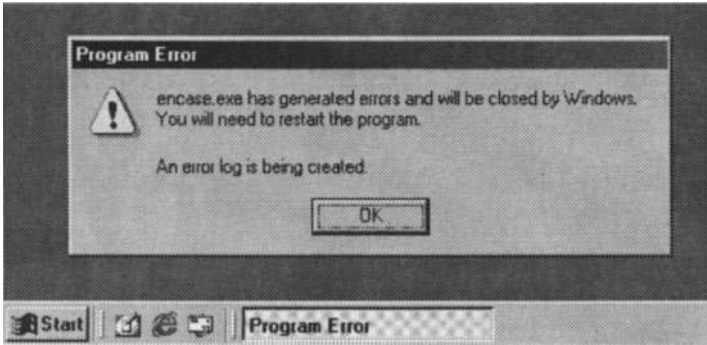 Program Error
encase.exe has generated errors and will be closed by Windows.
You will need to restart the program.
An error log is being created.
OK
Start
Program Error